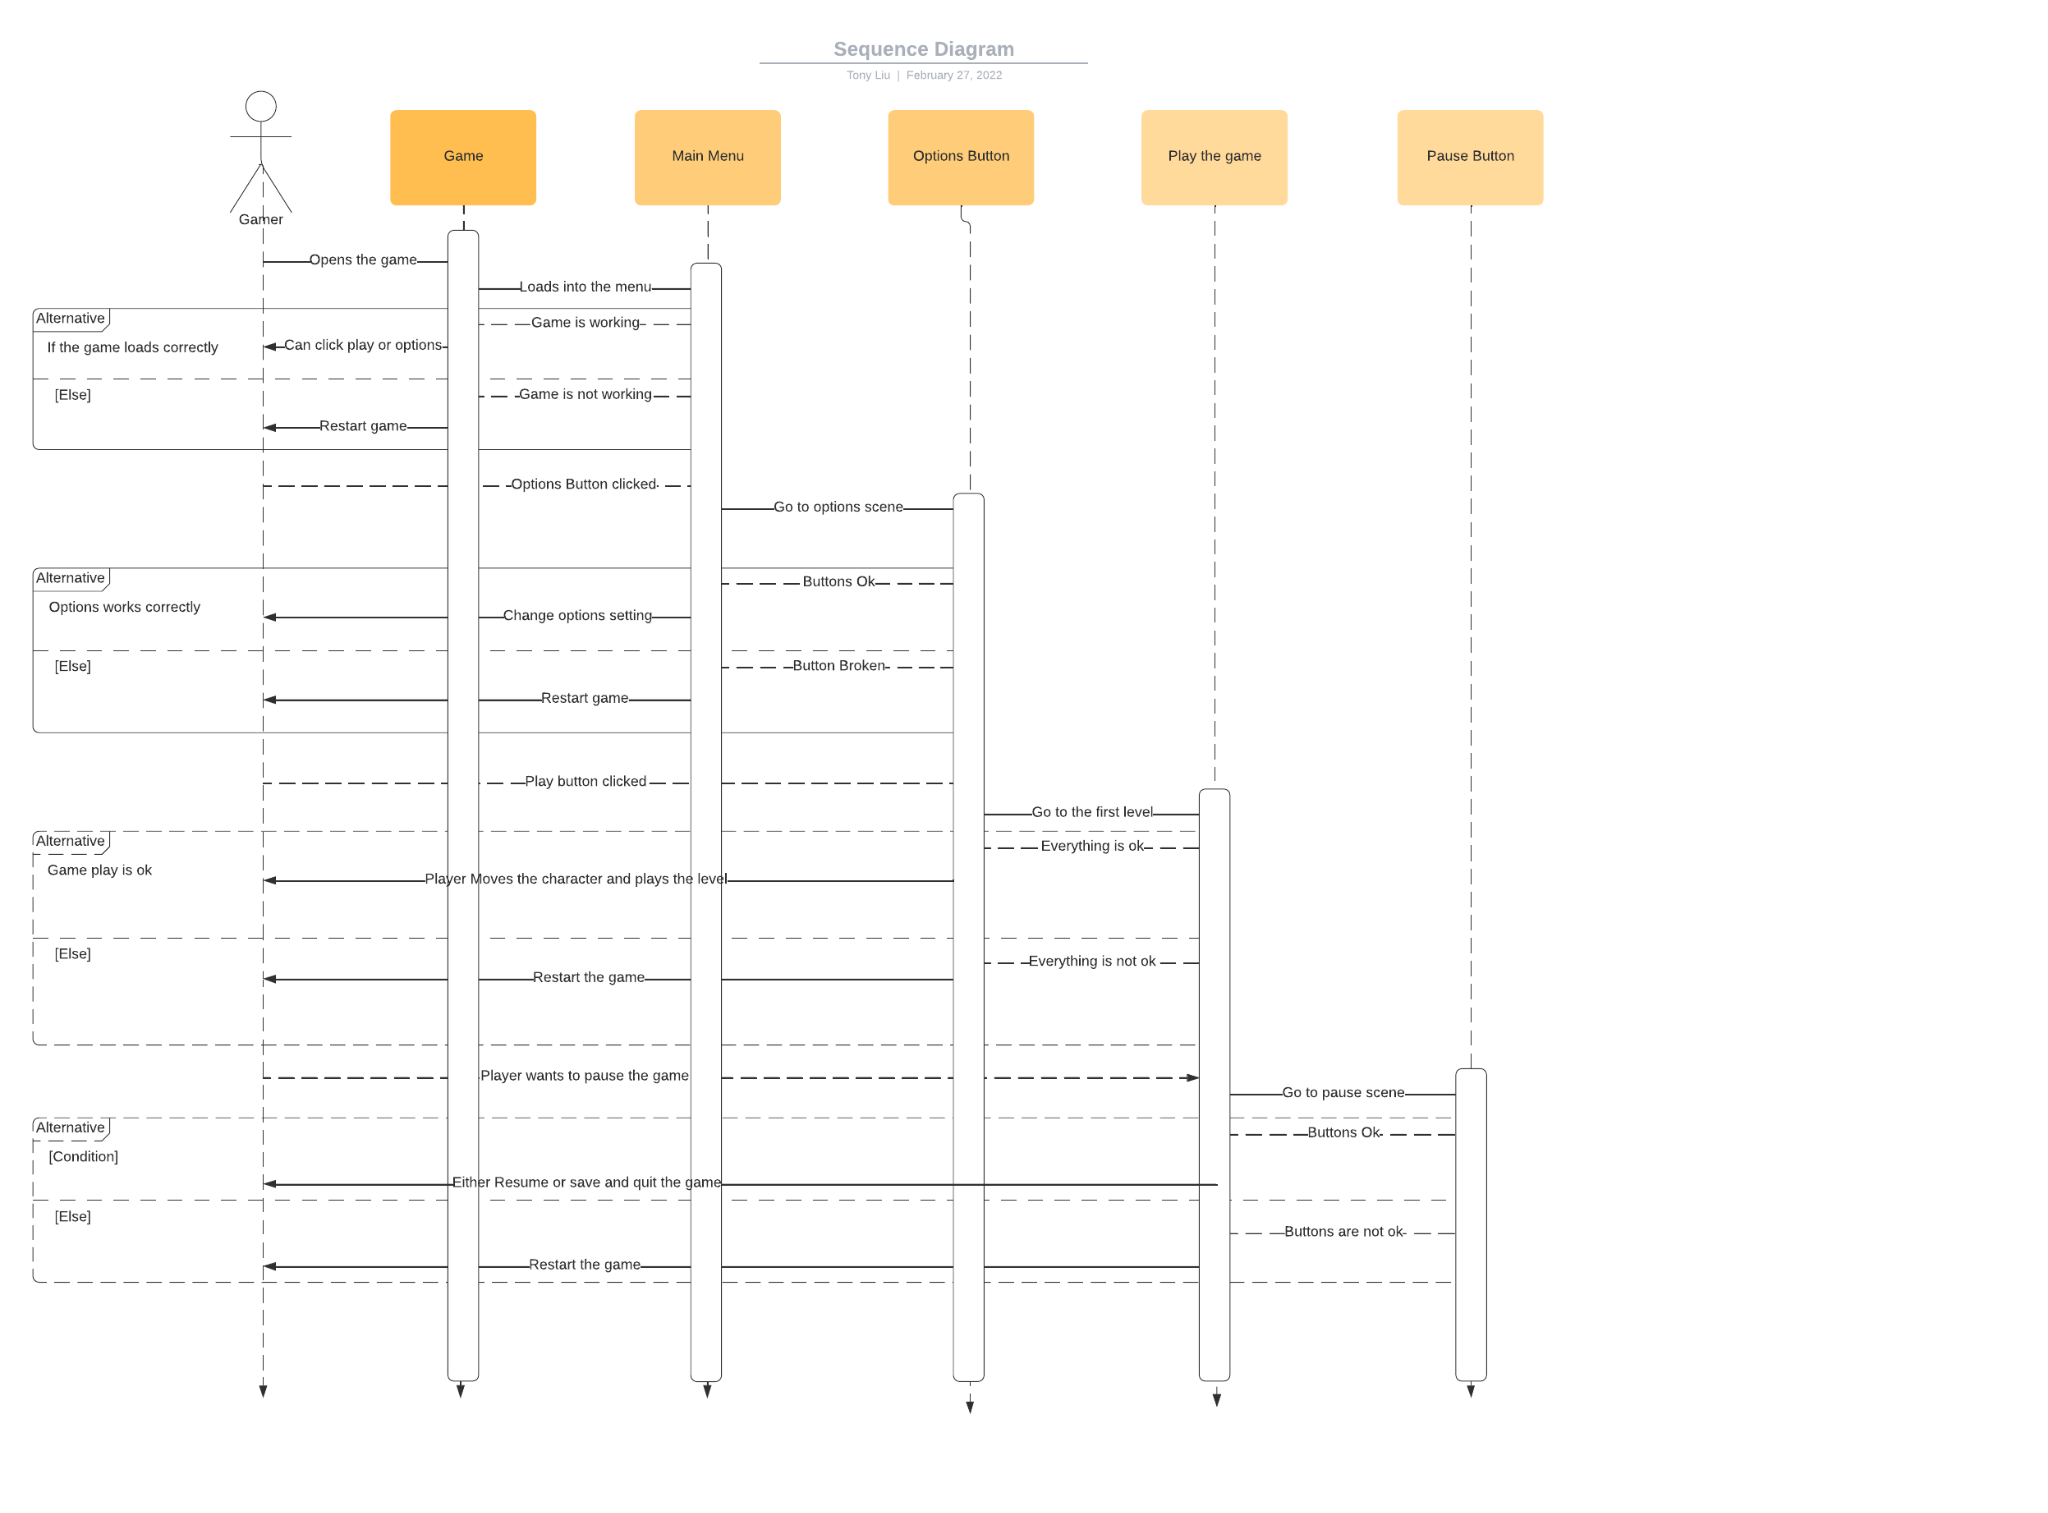 Sequence Diagram
Tony Liu | February 27, 2022
Gamer
Game
Main Menu
Options Button
Play the game
Pause Button
Opens the game
Loads into the menu
Alternative
Game is working
If the game loads correctly
Can click play or options
[Else]
Game is not working
Restart game
Options Button clicked
Go to options scene
Alternative
Buttons Ok
Options works correctly
Change options setting
[Else]
Button Broken
Restart game
Play button clicked
Go to the first level
Alternative
Everything is ok
Game play is ok
Player Moves the character and plays the level
[Else]
Everything is not ok
Restart the game
Player wants to pause the game
Go to pause scene
Alternative
Buttons Ok
[Condition]
Either Resume or save and quit the game
[Else]
Buttons are not ok
Restart the game